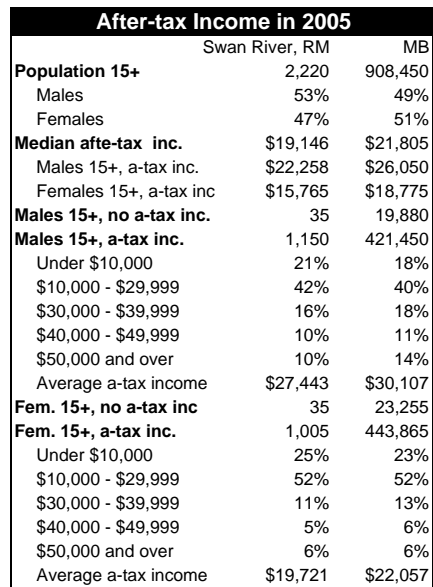 After-tax Income in 2005
Swan River, RM MB
Population 15+ 2,220 908,450
Males 53% 49%
Females 47% 51%
Median afte-tax inc. $19,146 $21,805
Males 15+, a-tax inc. $22,258 $26,050
Females 15+, a-tax inc $15,765 $18,775
Males 15+, no a-tax inc. 35 19,880
Males 15+, a-tax inc. 1,150 421,450
Under $10,000 21% 18%
$10,000 - $29,999 42% 40%
$30,000 - $39,999 16% 18%
$40,000 - $49,999 10% 11%
$50,000 and over 10% 14%
Average a-tax income $27,443 $30,107
Fem. 15+, no a-tax inc 35 23,255
Fem. 15+, a-tax inc. 1,005 443,865
Under $10,000 25% 23%
$10,000 - $29,999 52% 52%
$30,000 - $39,999 11% 13%
$40,000 - $49,999 5% 6%
$50,000 and over 6% 6%
Average a-tax income $19,721 $22,057